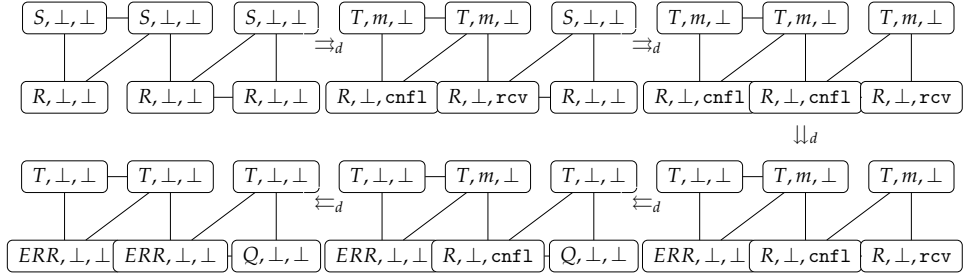 S, ⊥, ⊥ S, ⊥, ⊥ S, ⊥, ⊥ ⇉d T, m, ⊥ T, m, ⊥ S, ⊥, ⊥ ⇉d T, m, ⊥ T, m, ⊥ T, m, ⊥
R, ⊥, ⊥ R, ⊥, ⊥ R, ⊥, ⊥ R, ⊥, cnfl R, ⊥, rcv R, ⊥, ⊥ R, ⊥, cnfl R, ⊥, cnfl R, ⊥, rcv
⇊d
T, ⊥, ⊥ T, ⊥, ⊥ T, ⊥, ⊥ ⇇d T, ⊥, ⊥ T, m, ⊥ T, ⊥, ⊥ ⇇d T, ⊥, ⊥ T, m, ⊥ T, m, ⊥
ERR, ⊥, ⊥ ERR, ⊥, ⊥ Q, ⊥, ⊥ ERR, ⊥, ⊥ R, ⊥, cnfl Q, ⊥, ⊥ ERR, ⊥, ⊥ R, ⊥, cnfl R, ⊥, rcv